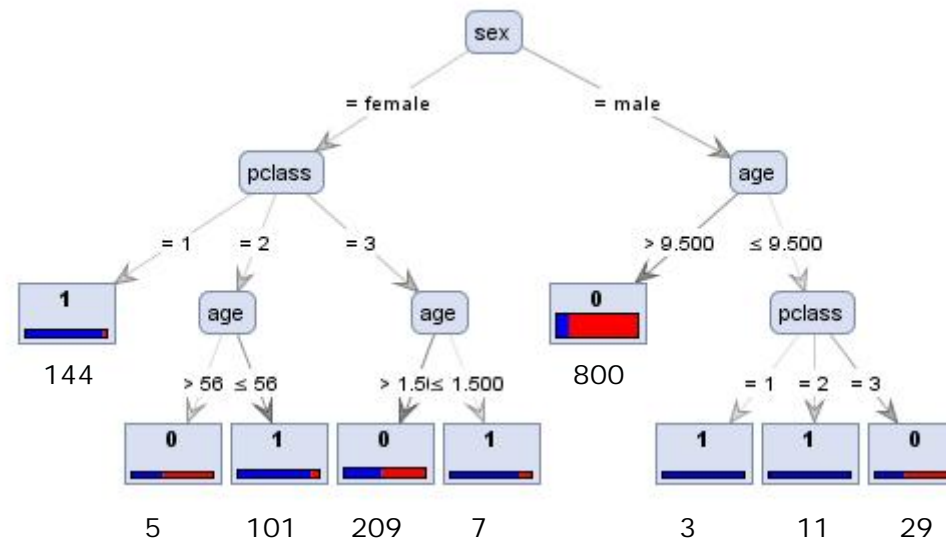 sex
= female = male
pclass age
= 1 = 2 = 3 > 9.500 ≤ 9.500
1 age age 0 pclass
144 800
> 56 ≤ 56 > 1.5 ≤ 1.500 = 1 = 2 = 3
0 1 0 1 1 1 0
5 101 209 7 3 11 29